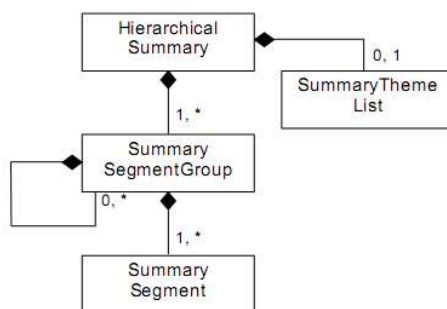 Hierarchical
Summary
0, 1
SummaryTheme
List
1, *
Summary
SegmentGroup
0, *
1, *
Summary
Segment